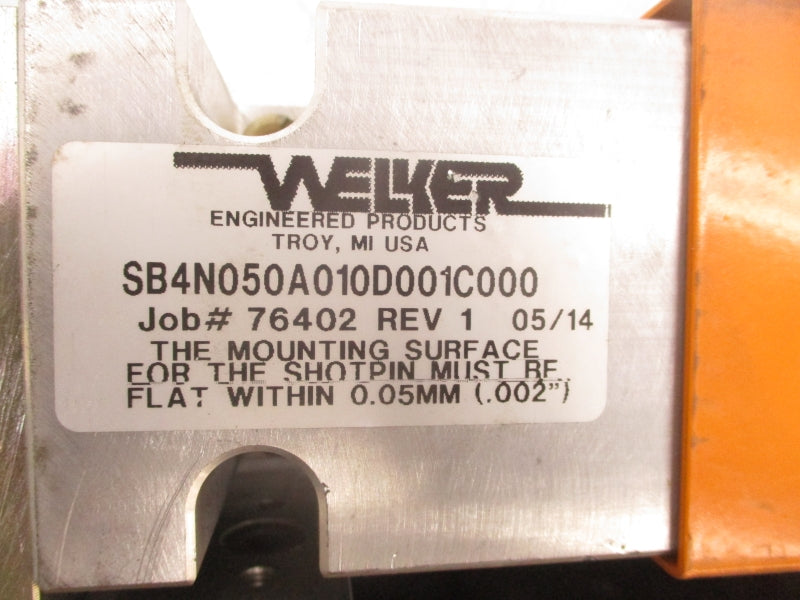 WELKER
ENGINEERED PRODUCTS
TROY, MI USA
SB4N050A010D001C000
Job# 76402 REV 1 05/14
THE MOUNTING SURFACE
FOR THE SHOTPIN MUST BE
FLAT WITHIN 0.05MM (.002")